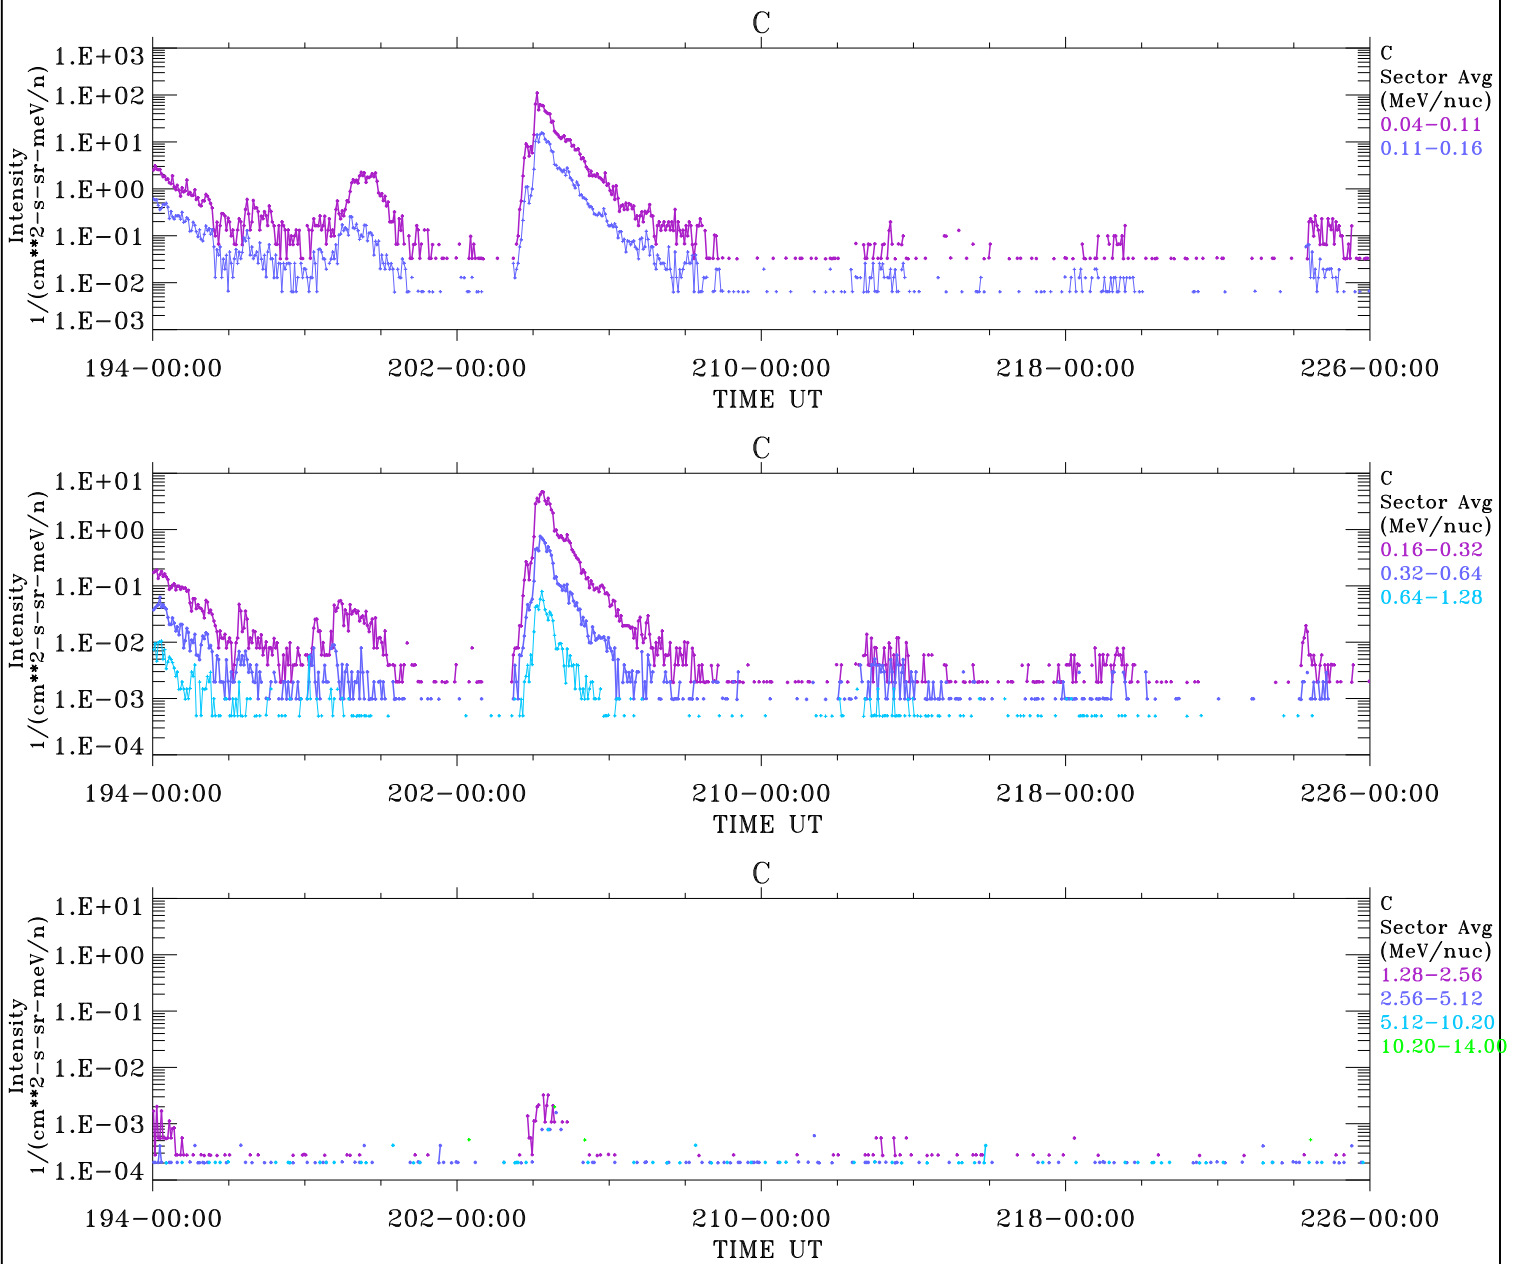 C
1.E+03
1.E+02
1.E+01
1.E+00
1.E-01
1.E-02
1.E-03
Intensity
1/(cm**2-s-sr-meV/n)
C
Sector Avg
(MeV/nuc)
0.04-0.11
0.11-0.16
194-00:00 202-00:00 210-00:00 218-00:00 226-00:00
TIME UT
C
1.E+01
1.E+00
1.E-01
1.E-02
1.E-03
1.E-04
Intensity
1/(cm**2-s-sr-meV/n)
C
Sector Avg
(MeV/nuc)
0.16-0.32
0.32-0.64
0.64-1.28
194-00:00 202-00:00 210-00:00 218-00:00 226-00:00
TIME UT
C
1.E+01
1.E+00
1.E-01
1.E-02
1.E-03
1.E-04
Intensity
1/(cm**2-s-sr-meV/n)
C
Sector Avg
(MeV/nuc)
1.28-2.56
2.56-5.12
5.12-10.20
10.20-14.00
194-00:00 202-00:00 210-00:00 218-00:00 226-00:00
TIME UT